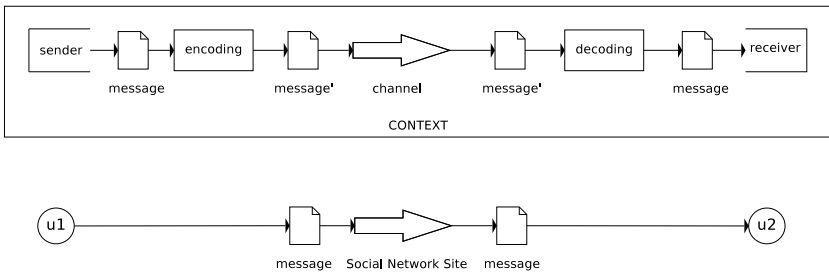 sender
encoding
decoding
receiver
message
message'
channel
message'
message
CONTEXT
u1
u2
message
Social Network Site
message